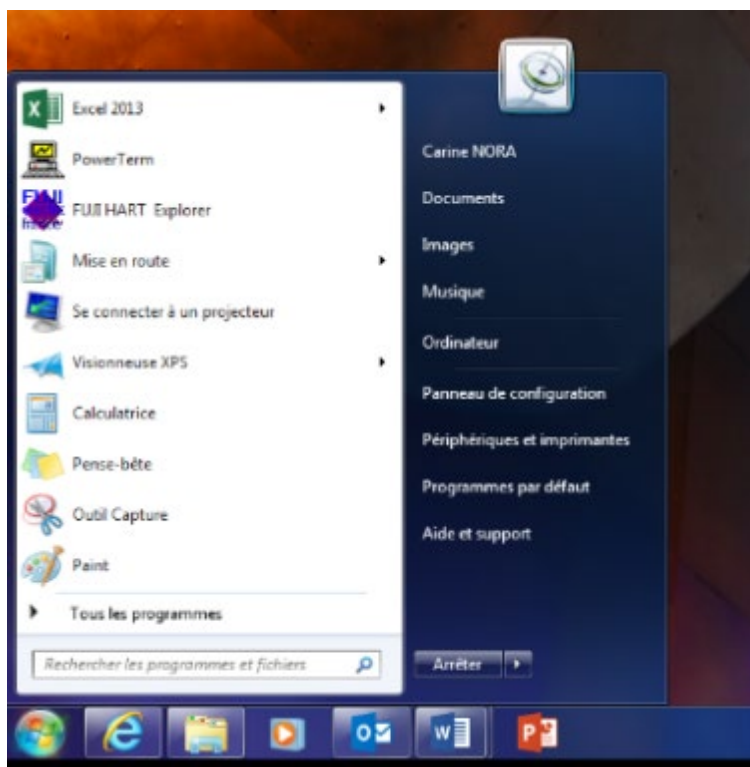 Excel 2013
PowerTerm
FUJI HART Explorer
Mise en route
Se connecter à un projecteur
Visionneuse XPS
Calculatrice
Pense-bête
Outil Capture
Paint
Tous les programmes
Rechercher les programmes et fichiers
Carine NORA
Documents
Images
Musique
Ordinateur
Panneau de configuration
Périphériques et imprimantes
Programmes par défaut
Aide et support
Arrêter